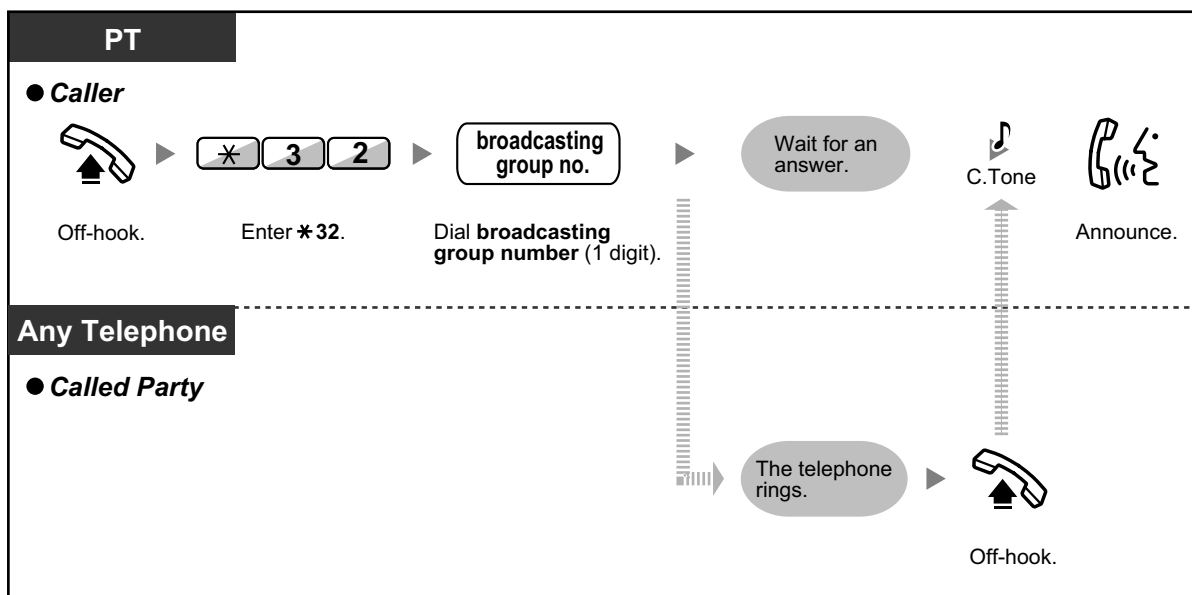 PT
● Caller
✳ 3 2
broadcasting
group no.
Wait for an
answer.
C.Tone
Off-hook.
Enter ✳32.
Dial broadcasting
group number (1 digit).
Announce.
Any Telephone
● Called Party
The telephone
rings.
Off-hook.